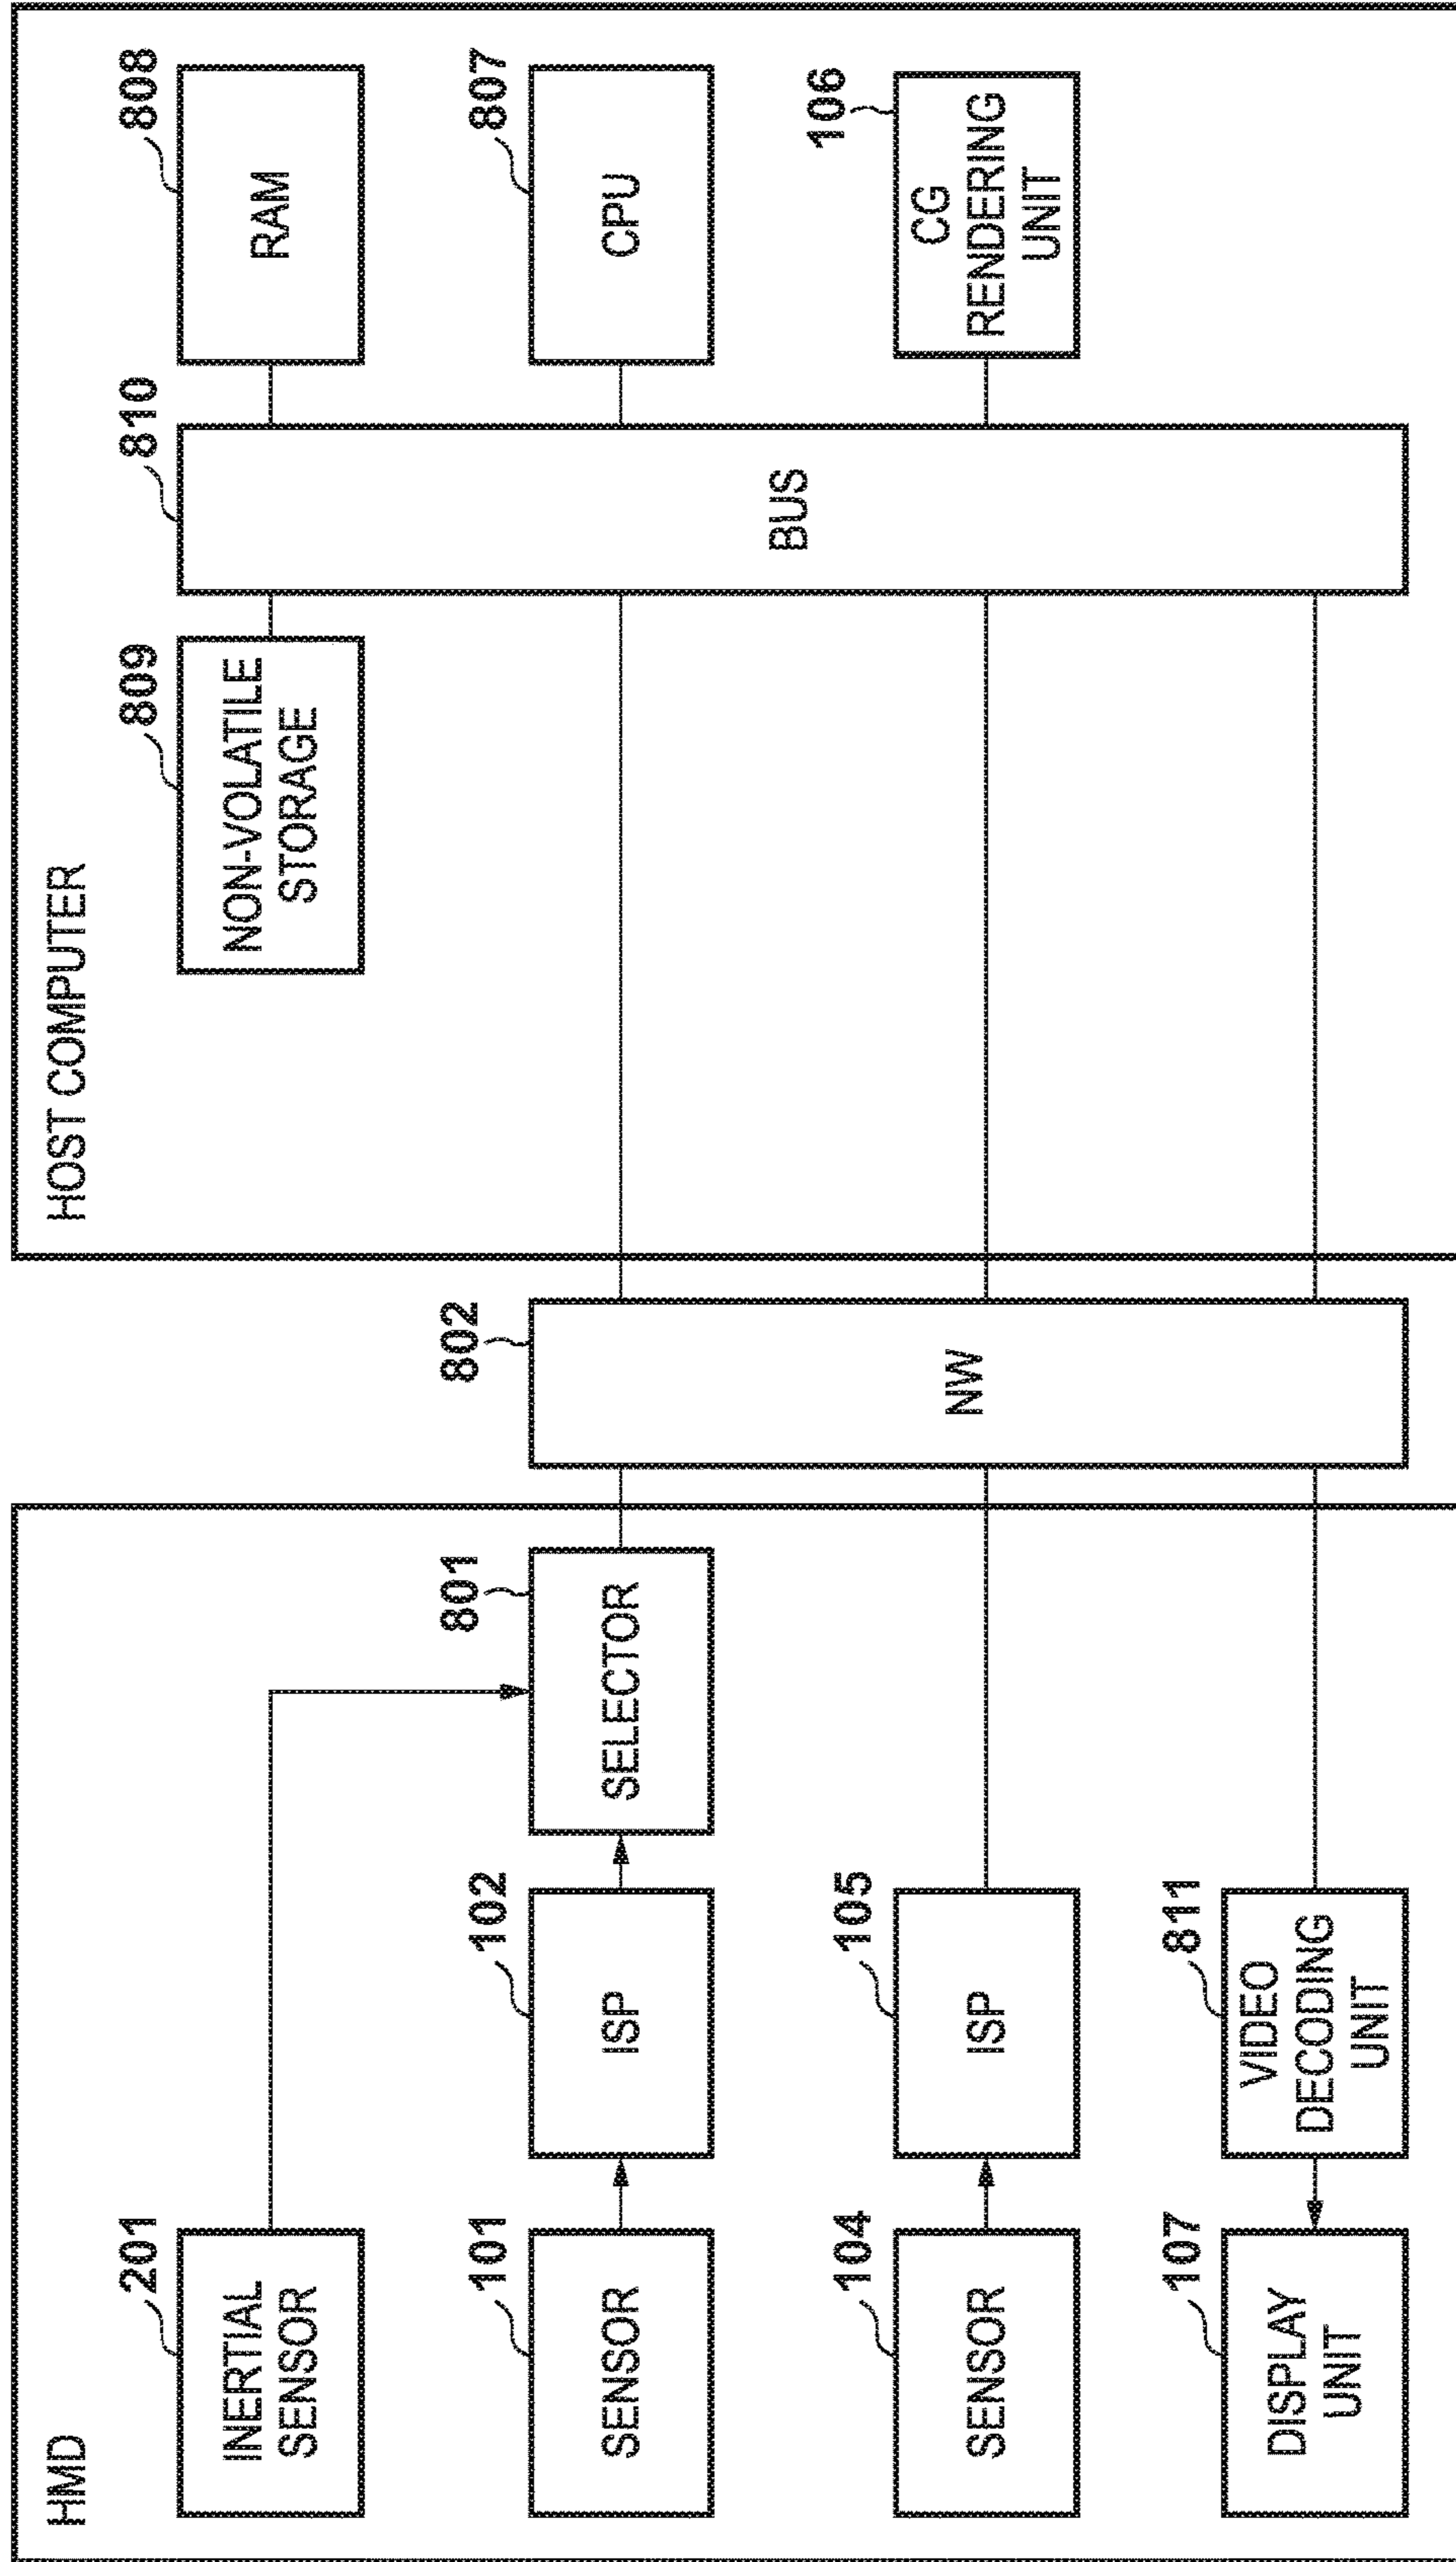 HMD
201
INERTIAL
SENSOR
101
SENSOR
102
ISP
801
SELECTOR
104
SENSOR
105
ISP
107
DISPLAY
UNIT
811
VIDEO
DECODING
UNIT
802
NW
HOST COMPUTER
809
NON-VOLATILE
STORAGE
810
BUS
808
RAM
807
CPU
106
CG
RENDERING
UNIT